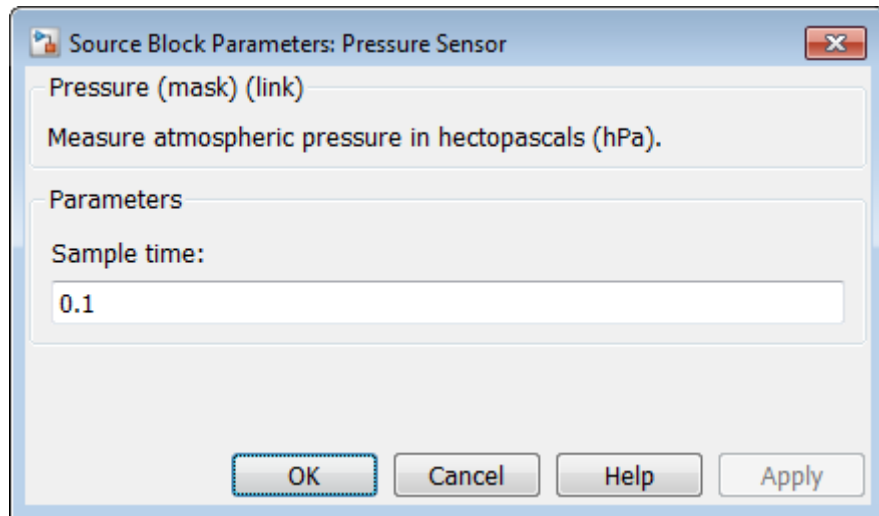 Source Block Parameters: Pressure Sensor
Pressure (mask) (link)
Measure atmospheric pressure in hectopascals (hPa).
Parameters
Sample time:
0.1
OK Cancel Help Apply